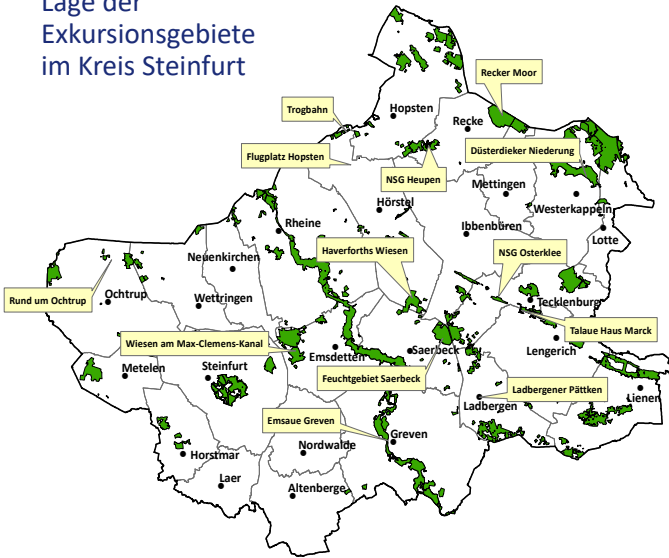 Lage der
Exkursionsgebiete
im Kreis Steinfurt
Recker Moor
Trogbahn
Hopsten
Recke
Flugplatz Hopsten
Düsterdieker Niederung
NSG Heupen
Mettingen
Westerkappeln
Hörstel
Rheine
Ibbenbüren
Lotte
Haverforths Wiesen
NSG Osterklee
Neuenkirchen
Rund um Ochtrup
Ochtrup
Wettringen
Tecklenburg
Talaue Haus Marck
Wiesen am Max-Clemens-Kanal
Emsdetten
Saerbeck
Lengerich
Metelen
Steinfurt
Feuchtgebiet Saerbeck
Ladbergener Pättken
Lienen
Ladbergen
Emsaue Greven
Greven
Nordwalde
Horstmar
Laer
Altenberge